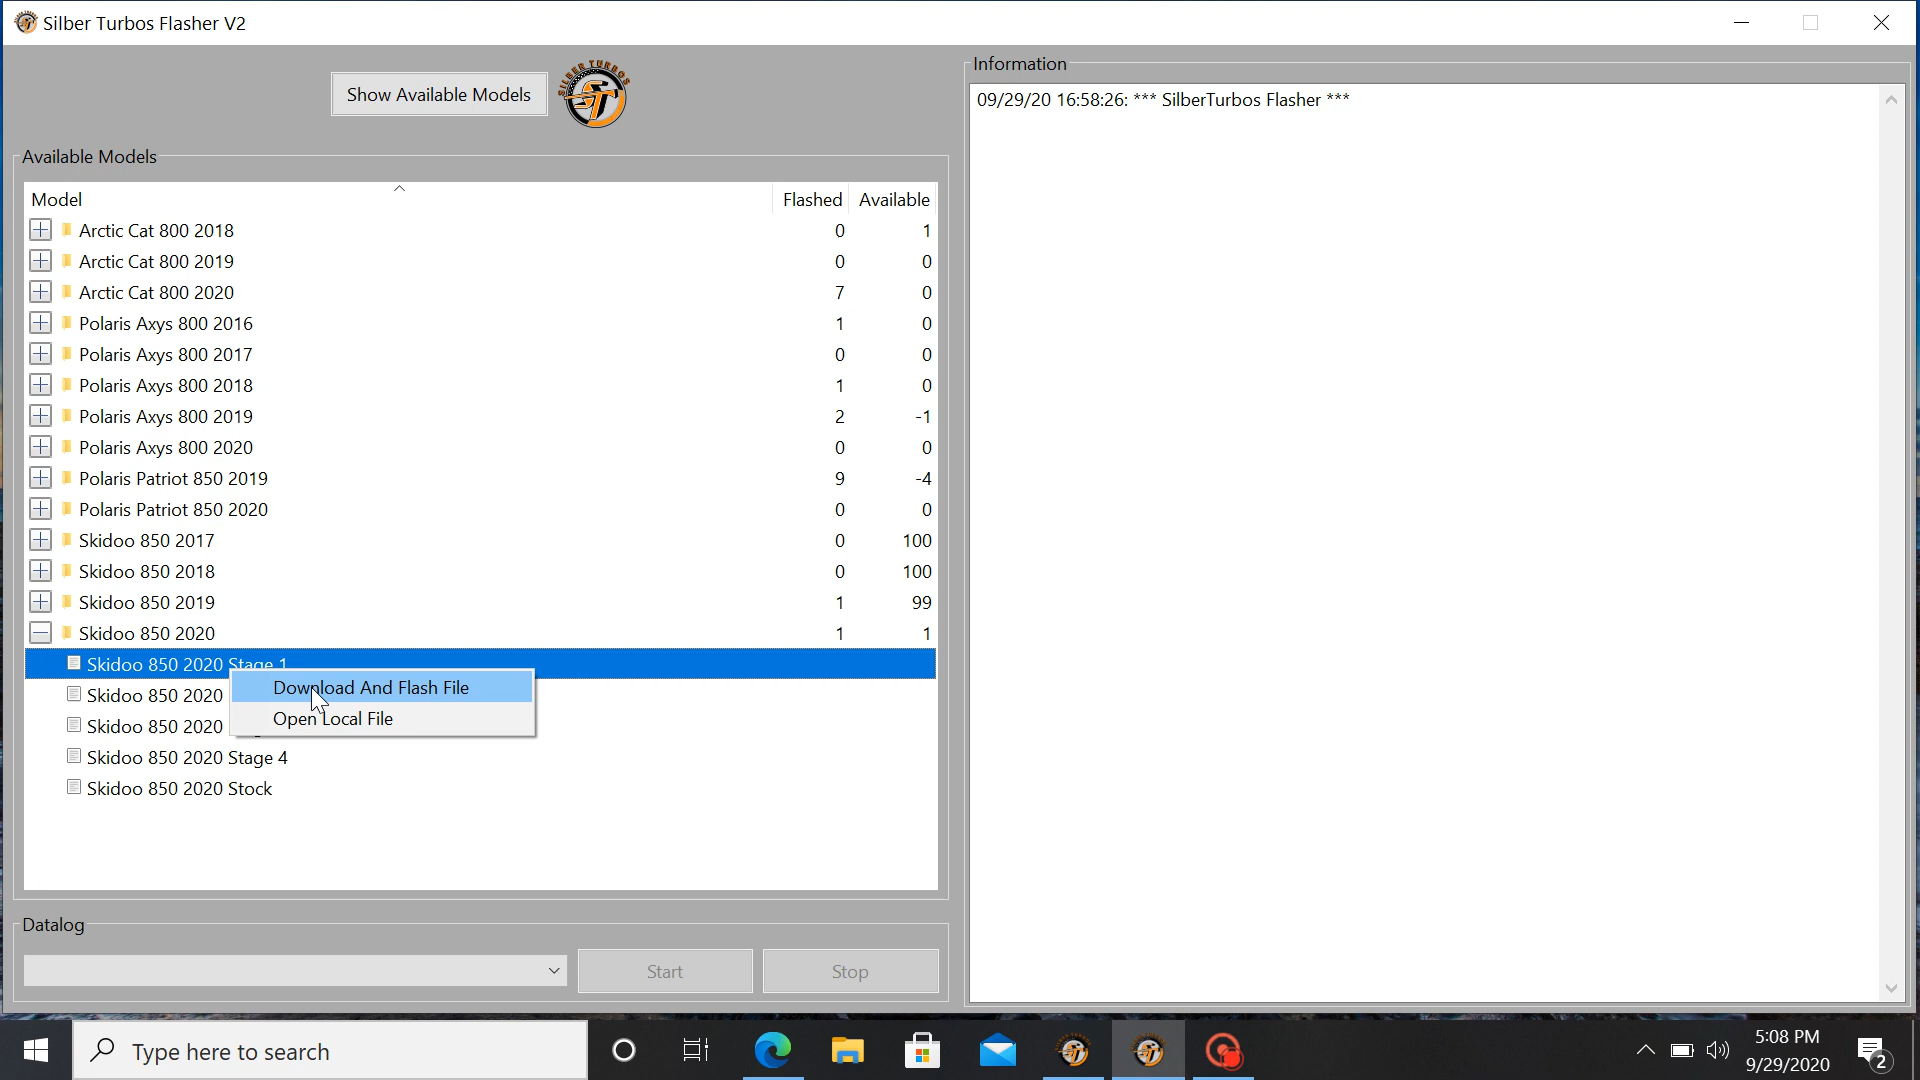 Silber Turbos Flasher V2
Show Available Models
SILBER TURBOS
Available Models
Model Flashed Available
Arctic Cat 800 2018 0 1
Arctic Cat 800 2019 0 0
Arctic Cat 800 2020 7 0
Polaris Axys 800 2016 1 0
Polaris Axys 800 2017 0 0
Polaris Axys 800 2018 1 0
Polaris Axys 800 2019 2 -1
Polaris Axys 800 2020 0 0
Polaris Patriot 850 2019 9 -4
Polaris Patriot 850 2020 0 0
Skidoo 850 2017 0 100
Skidoo 850 2018 0 100
Skidoo 850 2019 1 99
Skidoo 850 2020 1 1
Skidoo 850 2020 Stage 1
Download And Flash File
Skidoo 850 2020
Open Local File
Skidoo 850 2020
Skidoo 850 2020 Stage 4
Skidoo 850 2020 Stock
Datalog
Start
Stop
Information
09/29/20 16:58:26: *** SilberTurbos Flasher ***
Type here to search
5:08 PM
9/29/2020
2